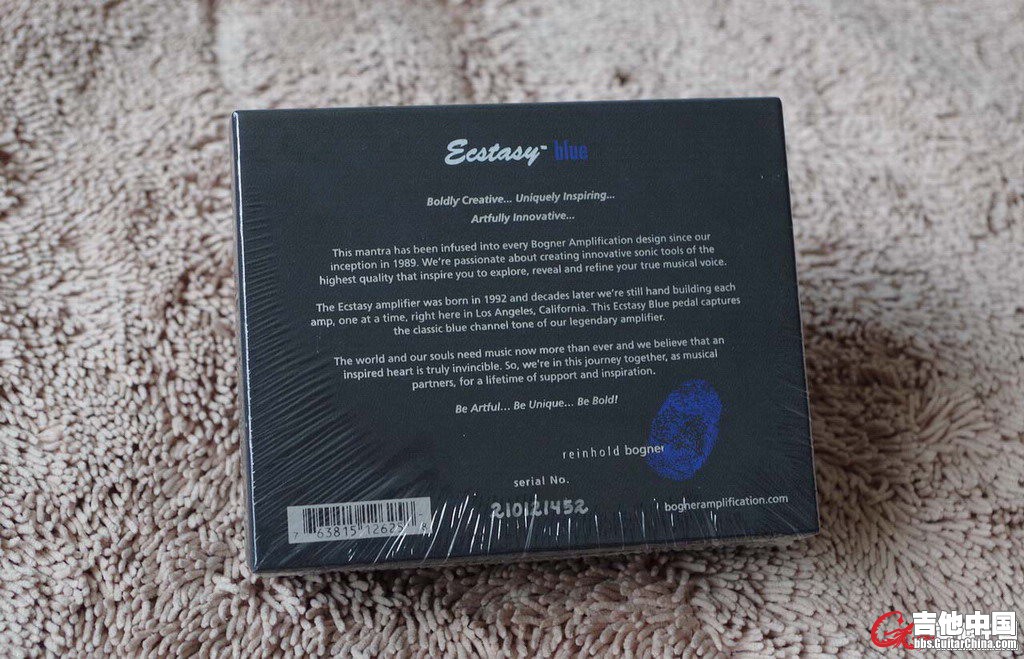 Ecstasy™ blue
Boldly Creative... Uniquely Inspiring...
Artfully Innovative...
This mantra has been infused into every Bogner Amplification design since our
inception in 1989. We're passionate about creating innovative sonic tools of the
highest quality that inspire you to explore, reveal and refine your true musical voice.
The Ecstasy amplifier was born in 1992 and decades later we're still hand building each
amp, one at a time, right here in Los Angeles, California. This Ecstasy Blue pedal captures
the classic blue channel tone of our legendary amplifier.
The world and our souls need music now more than ever and we believe that an
inspired heart is truly invincible. So, we're in this journey together, as musical
partners, for a lifetime of support and inspiration.
Be Artful... Be Unique... Be Bold!
reinhold bogner
serial No.
210121452
bogneramplification.com
7 63815 12625 8
吉他中国
bbs.GuitarChina.com